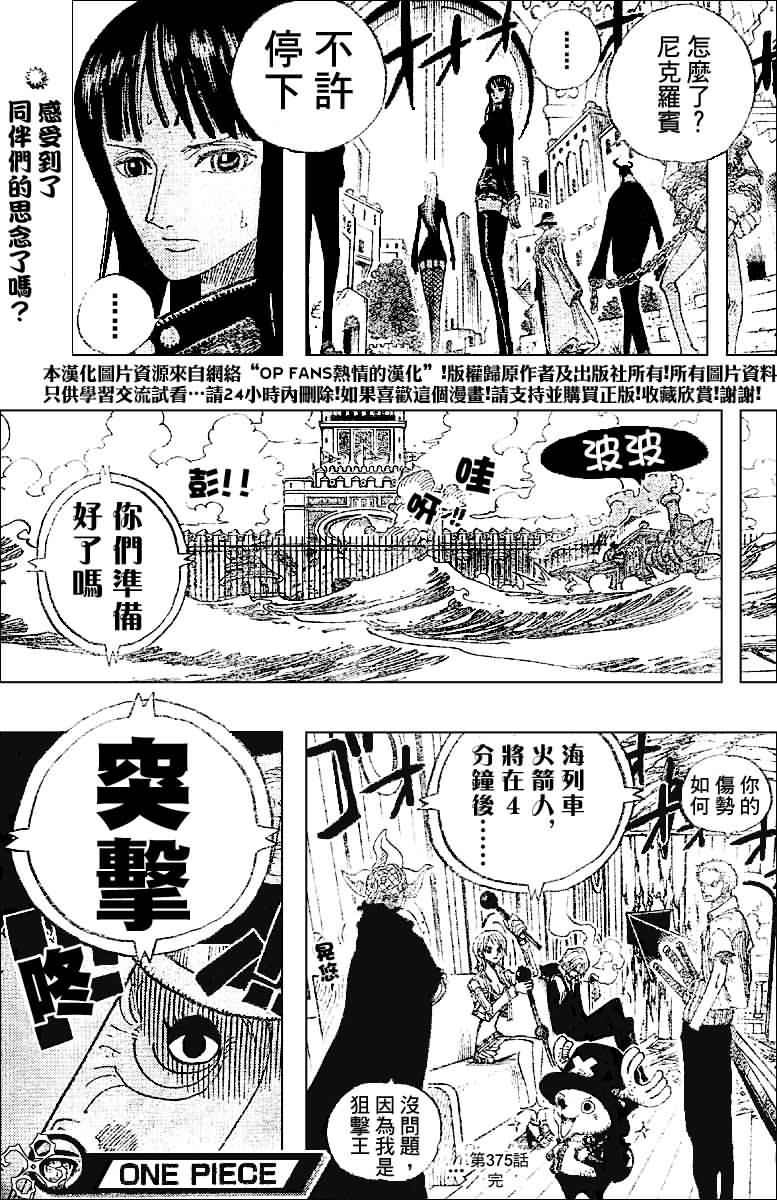 怎麼了?
尼克羅賓
……
不許
停下
……
感受到了
同伴們的思念了嗎?
本漢化圖片資源來自網絡“OP FANS熱情的漢化”!版權歸原作者及出版社所有!所有圖片資料
只供學習交流試看…請24小時內刪除!如果喜歡這個漫畫!請支持並購買正版!收藏欣賞!謝謝!
波波
哇
呀!!
彭!!
你們準備
好了嗎
你的
傷勢
如何
海列車
火箭人,
將在4
分鐘後……
晃悠
沒問題,
因為我是
狙擊王
突擊
咚
!!
第375話
完
ONE PIECE